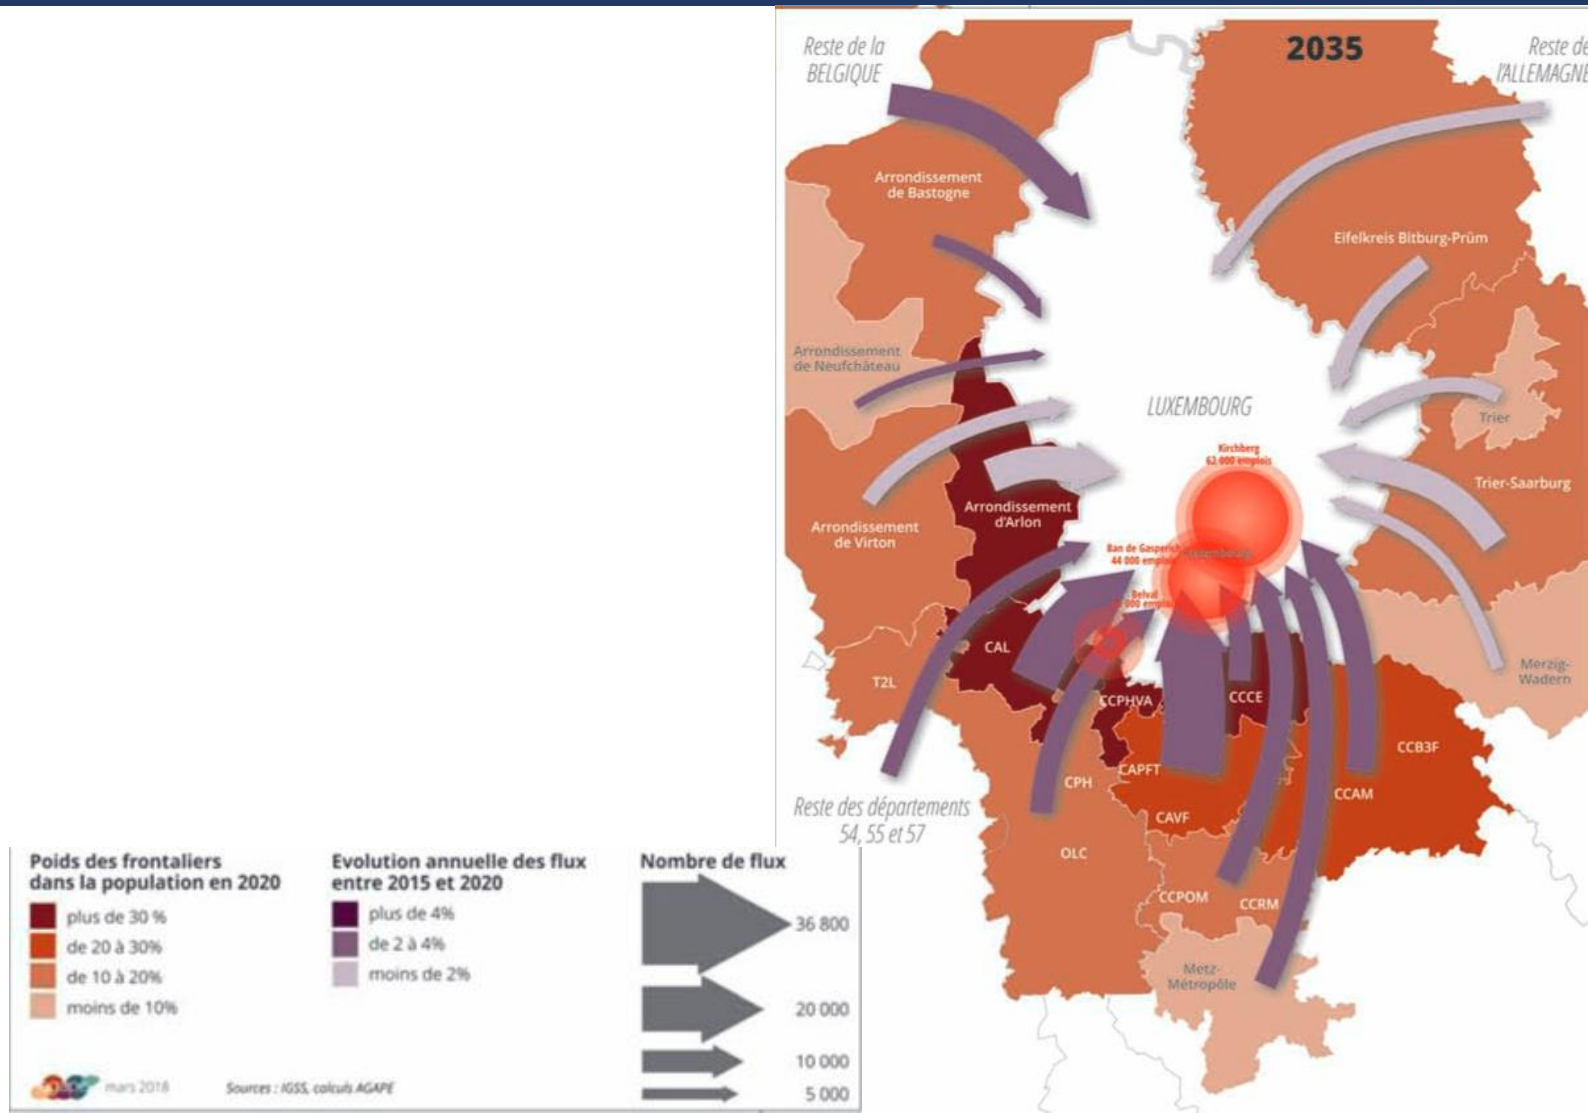 2035
Reste de la
BELGIQUE
Reste de
l'ALLEMAGNE
Arrondissement
de Bastogne
Eifelkreis Bitburg-Prüm
Arrondissement
de Neufchâteau
LUXEMBOURG
Trier
Kirchberg
62 000 emplois
Trier-Saarburg
Arrondissement
d'Arlon
Arrondissement
de Virton
Ban de Gasperich
44 000 emplois
Luxembourg
Belval
000 emplois
CAL
Merzig-
Wadern
T2L
CCPHVA
CCCE
CCB3F
CAPFT
CPH
CCAM
Reste des départements
54, 55 et 57
CAVF
OLC
CCPOM
CCRM
Metz-
Métropôle
Poids des frontaliers
dans la population en 2020
plus de 30 %
de 20 à 30%
de 10 à 20%
moins de 10%
Evolution annuelle des flux
entre 2015 et 2020
plus de 4%
de 2 à 4%
moins de 2%
Nombre de flux
36 800
20 000
10 000
5 000
mars 2018
Sources : IGSS, calculs AGAPE